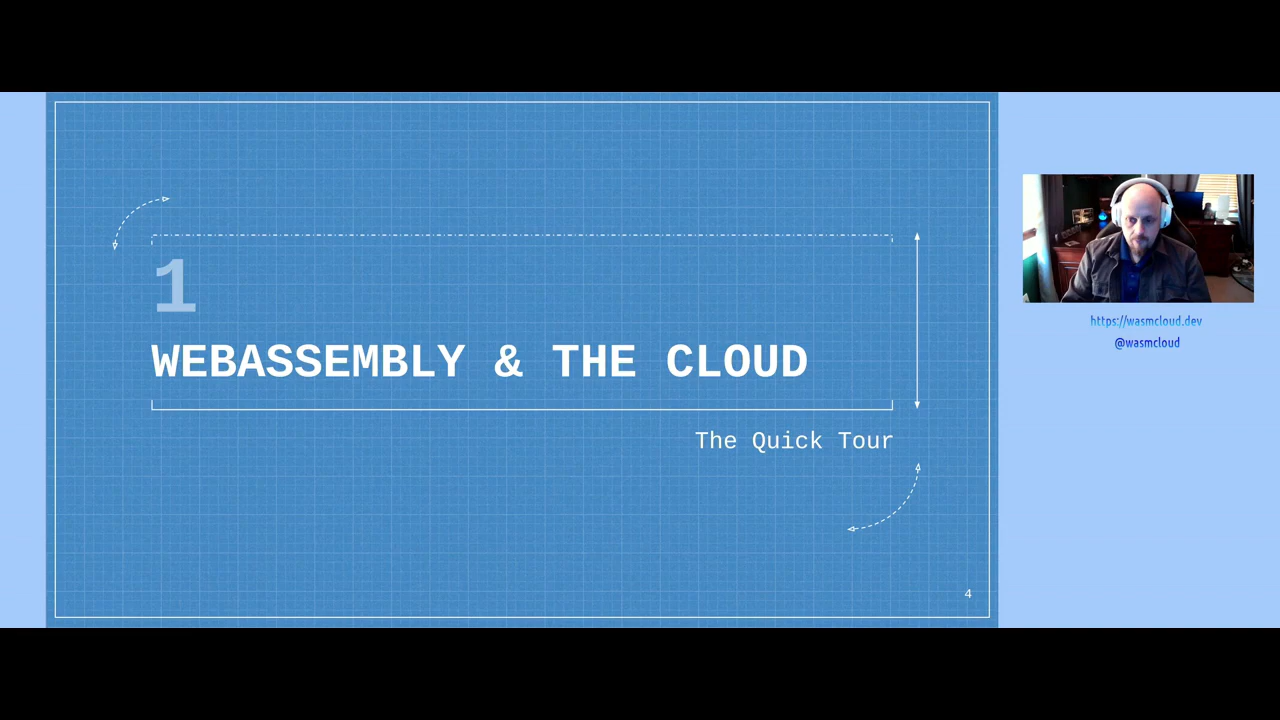 1
WEBASSEMBLY & THE CLOUD
The Quick Tour
4
https://wasmcloud.dev
@wasmcloud